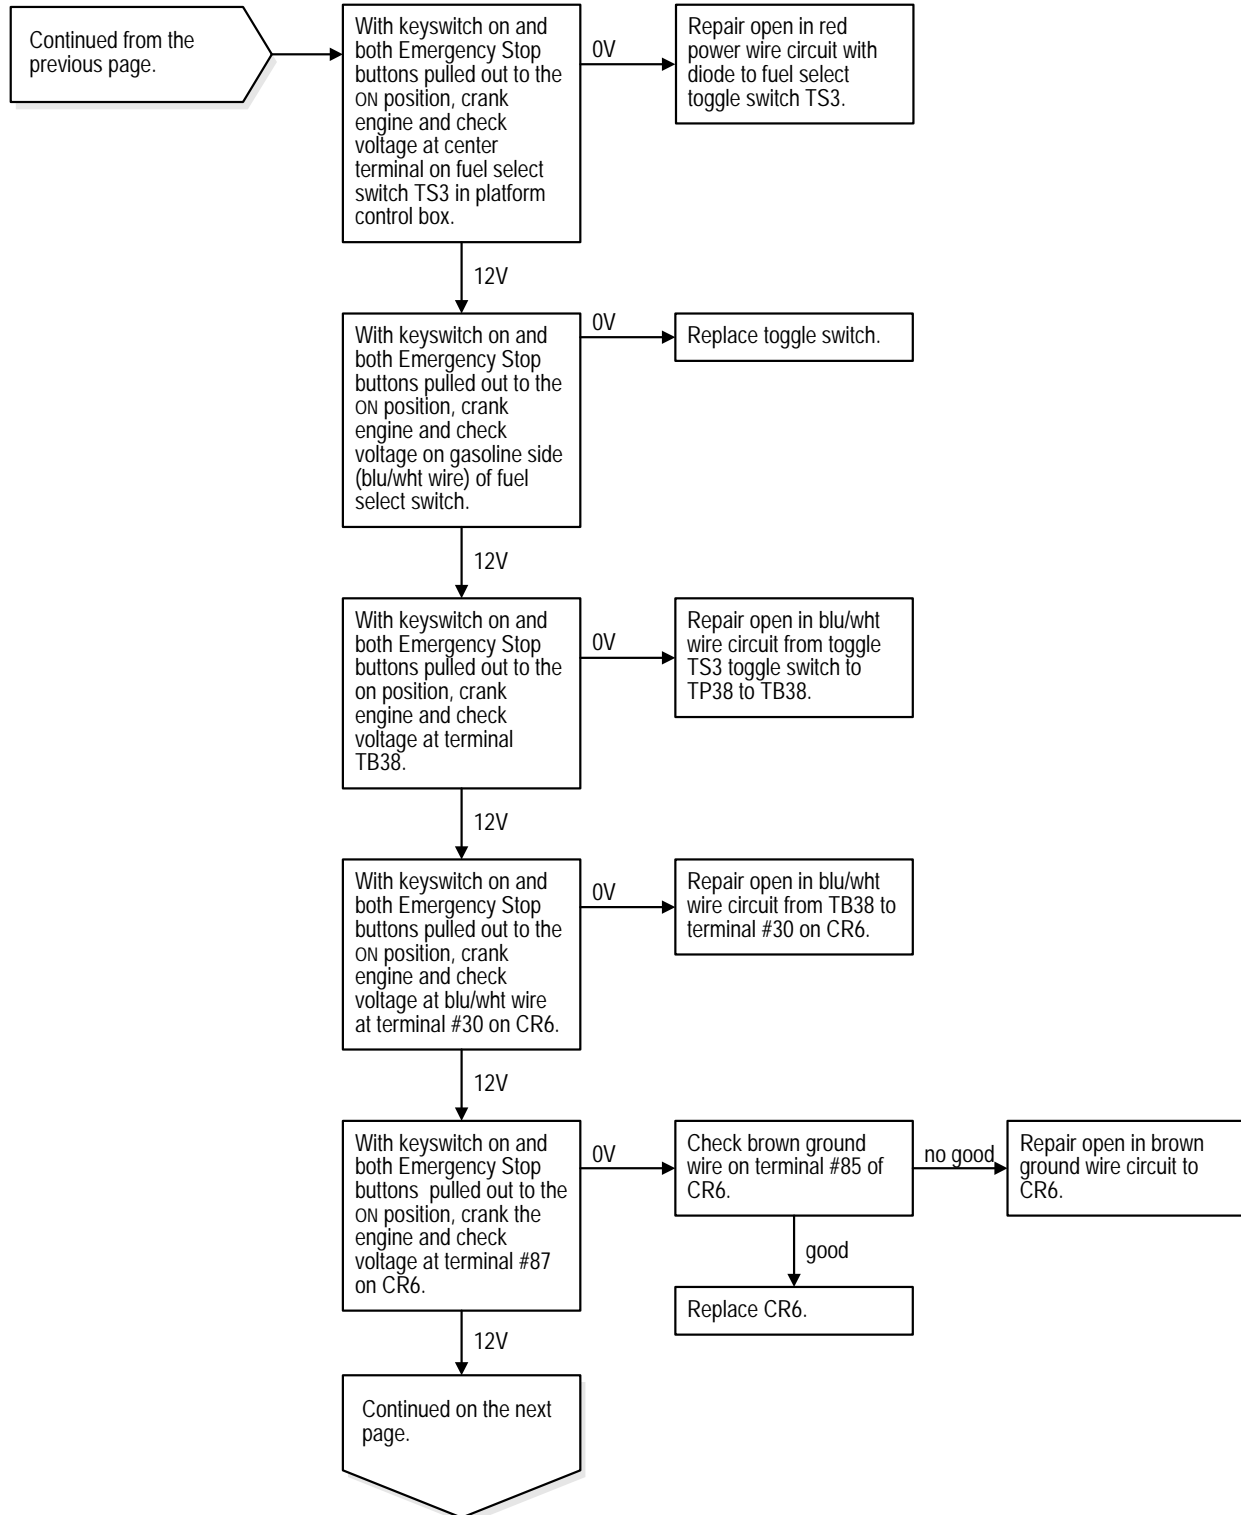 Continued from the
previous page.
With keyswitch on and
both Emergency Stop
buttons pulled out to the
ON position, crank
engine and check
voltage at center
terminal on fuel select
switch TS3 in platform
control box.
0V
Repair open in red
power wire circuit with
diode to fuel select
toggle switch TS3.
12V
With keyswitch on and
both Emergency Stop
buttons pulled out to the
ON position, crank
engine and check
voltage on gasoline side
(blu/wht wire) of fuel
select switch.
0V
Replace toggle switch.
12V
With keyswitch on and
both Emergency Stop
buttons pulled out to the
on position, crank
engine and check
voltage at terminal
TB38.
0V
Repair open in blu/wht
wire circuit from toggle
TS3 toggle switch to
TP38 to TB38.
12V
With keyswitch on and
both Emergency Stop
buttons pulled out to the
ON position, crank
engine and check
voltage at blu/wht wire
at terminal #30 on CR6.
0V
Repair open in blu/wht
wire circuit from TB38 to
terminal #30 on CR6.
12V
With keyswitch on and
both Emergency Stop
buttons pulled out to the
ON position, crank the
engine and check
voltage at terminal #87
on CR6.
0V
Check brown ground
wire on terminal #85 of
CR6.
no good
Repair open in brown
ground wire circuit to
CR6.
good
Replace CR6.
12V
Continued on the next
page.